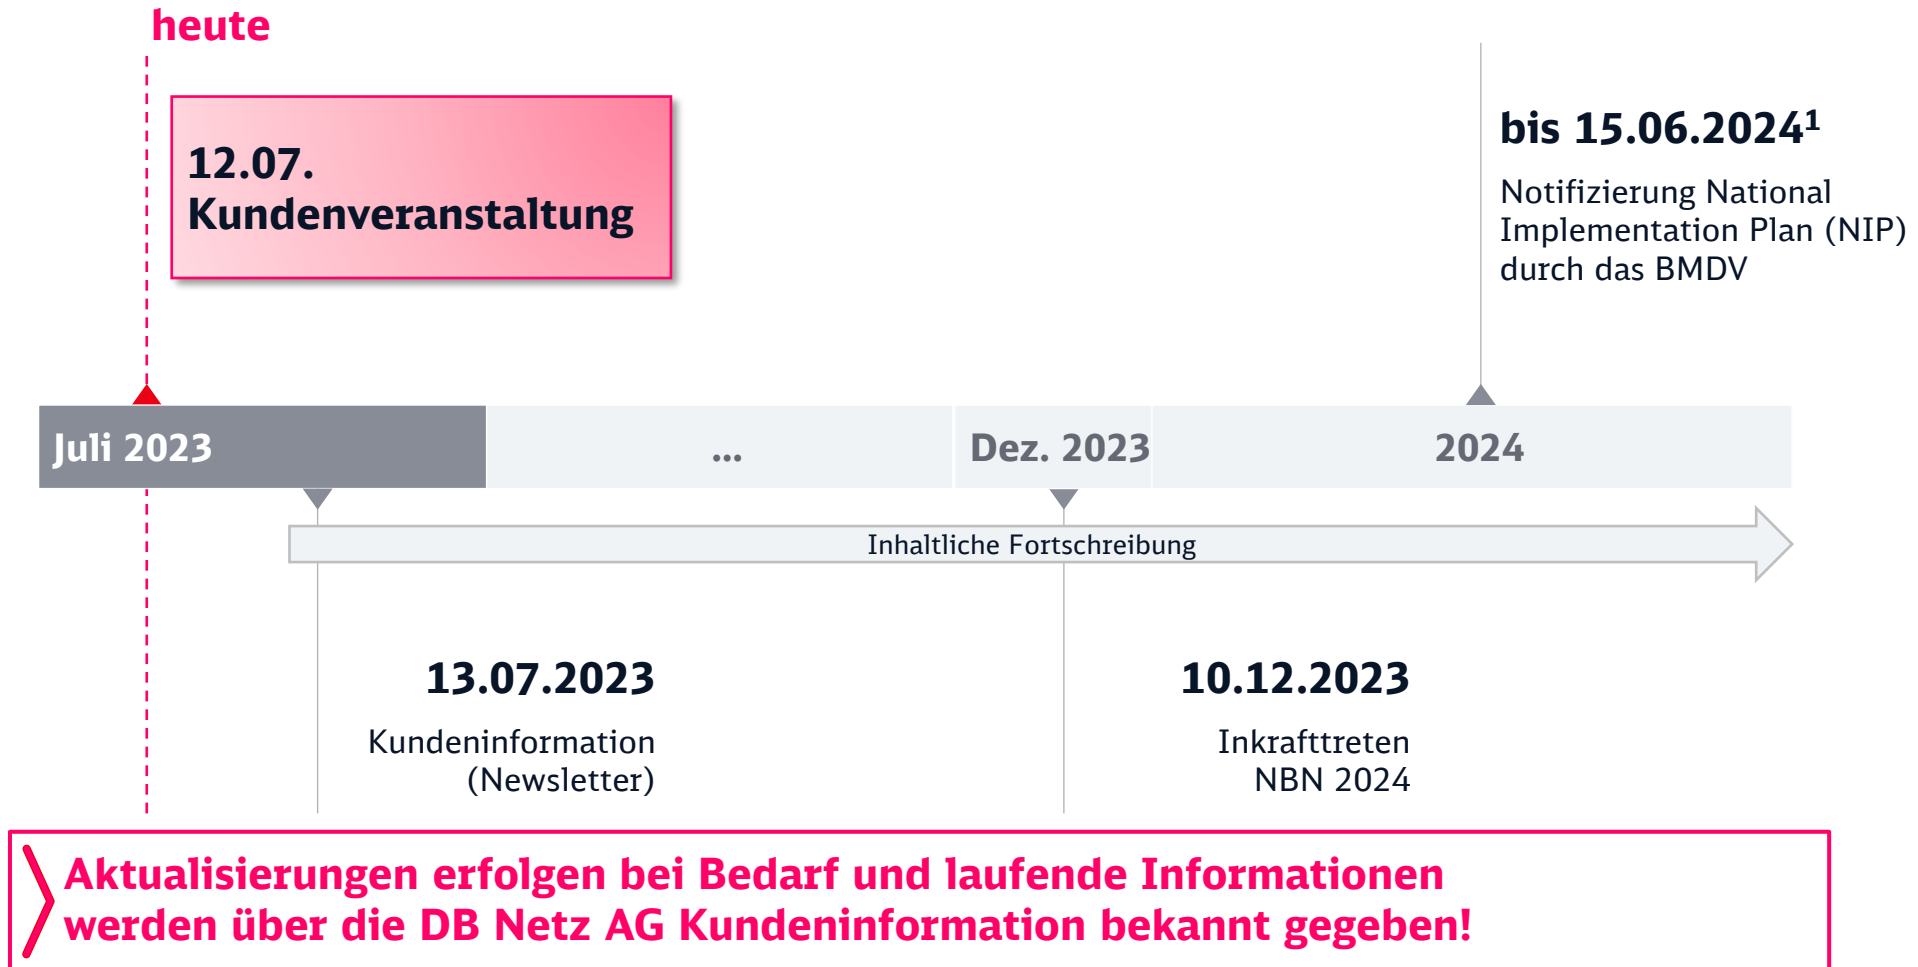 heute
12.07.
Kundenveranstaltung
bis 15.06.2024¹
Notifizierung National
Implementation Plan (NIP)
durch das BMDV
Juli 2023
...
Dez. 2023
2024
Inhaltliche Fortschreibung
13.07.2023
Kundeninformation
(Newsletter)
10.12.2023
Inkrafttreten
NBN 2024
Aktualisierungen erfolgen bei Bedarf und laufende Informationen
werden über die DB Netz AG Kundeninformation bekannt gegeben!